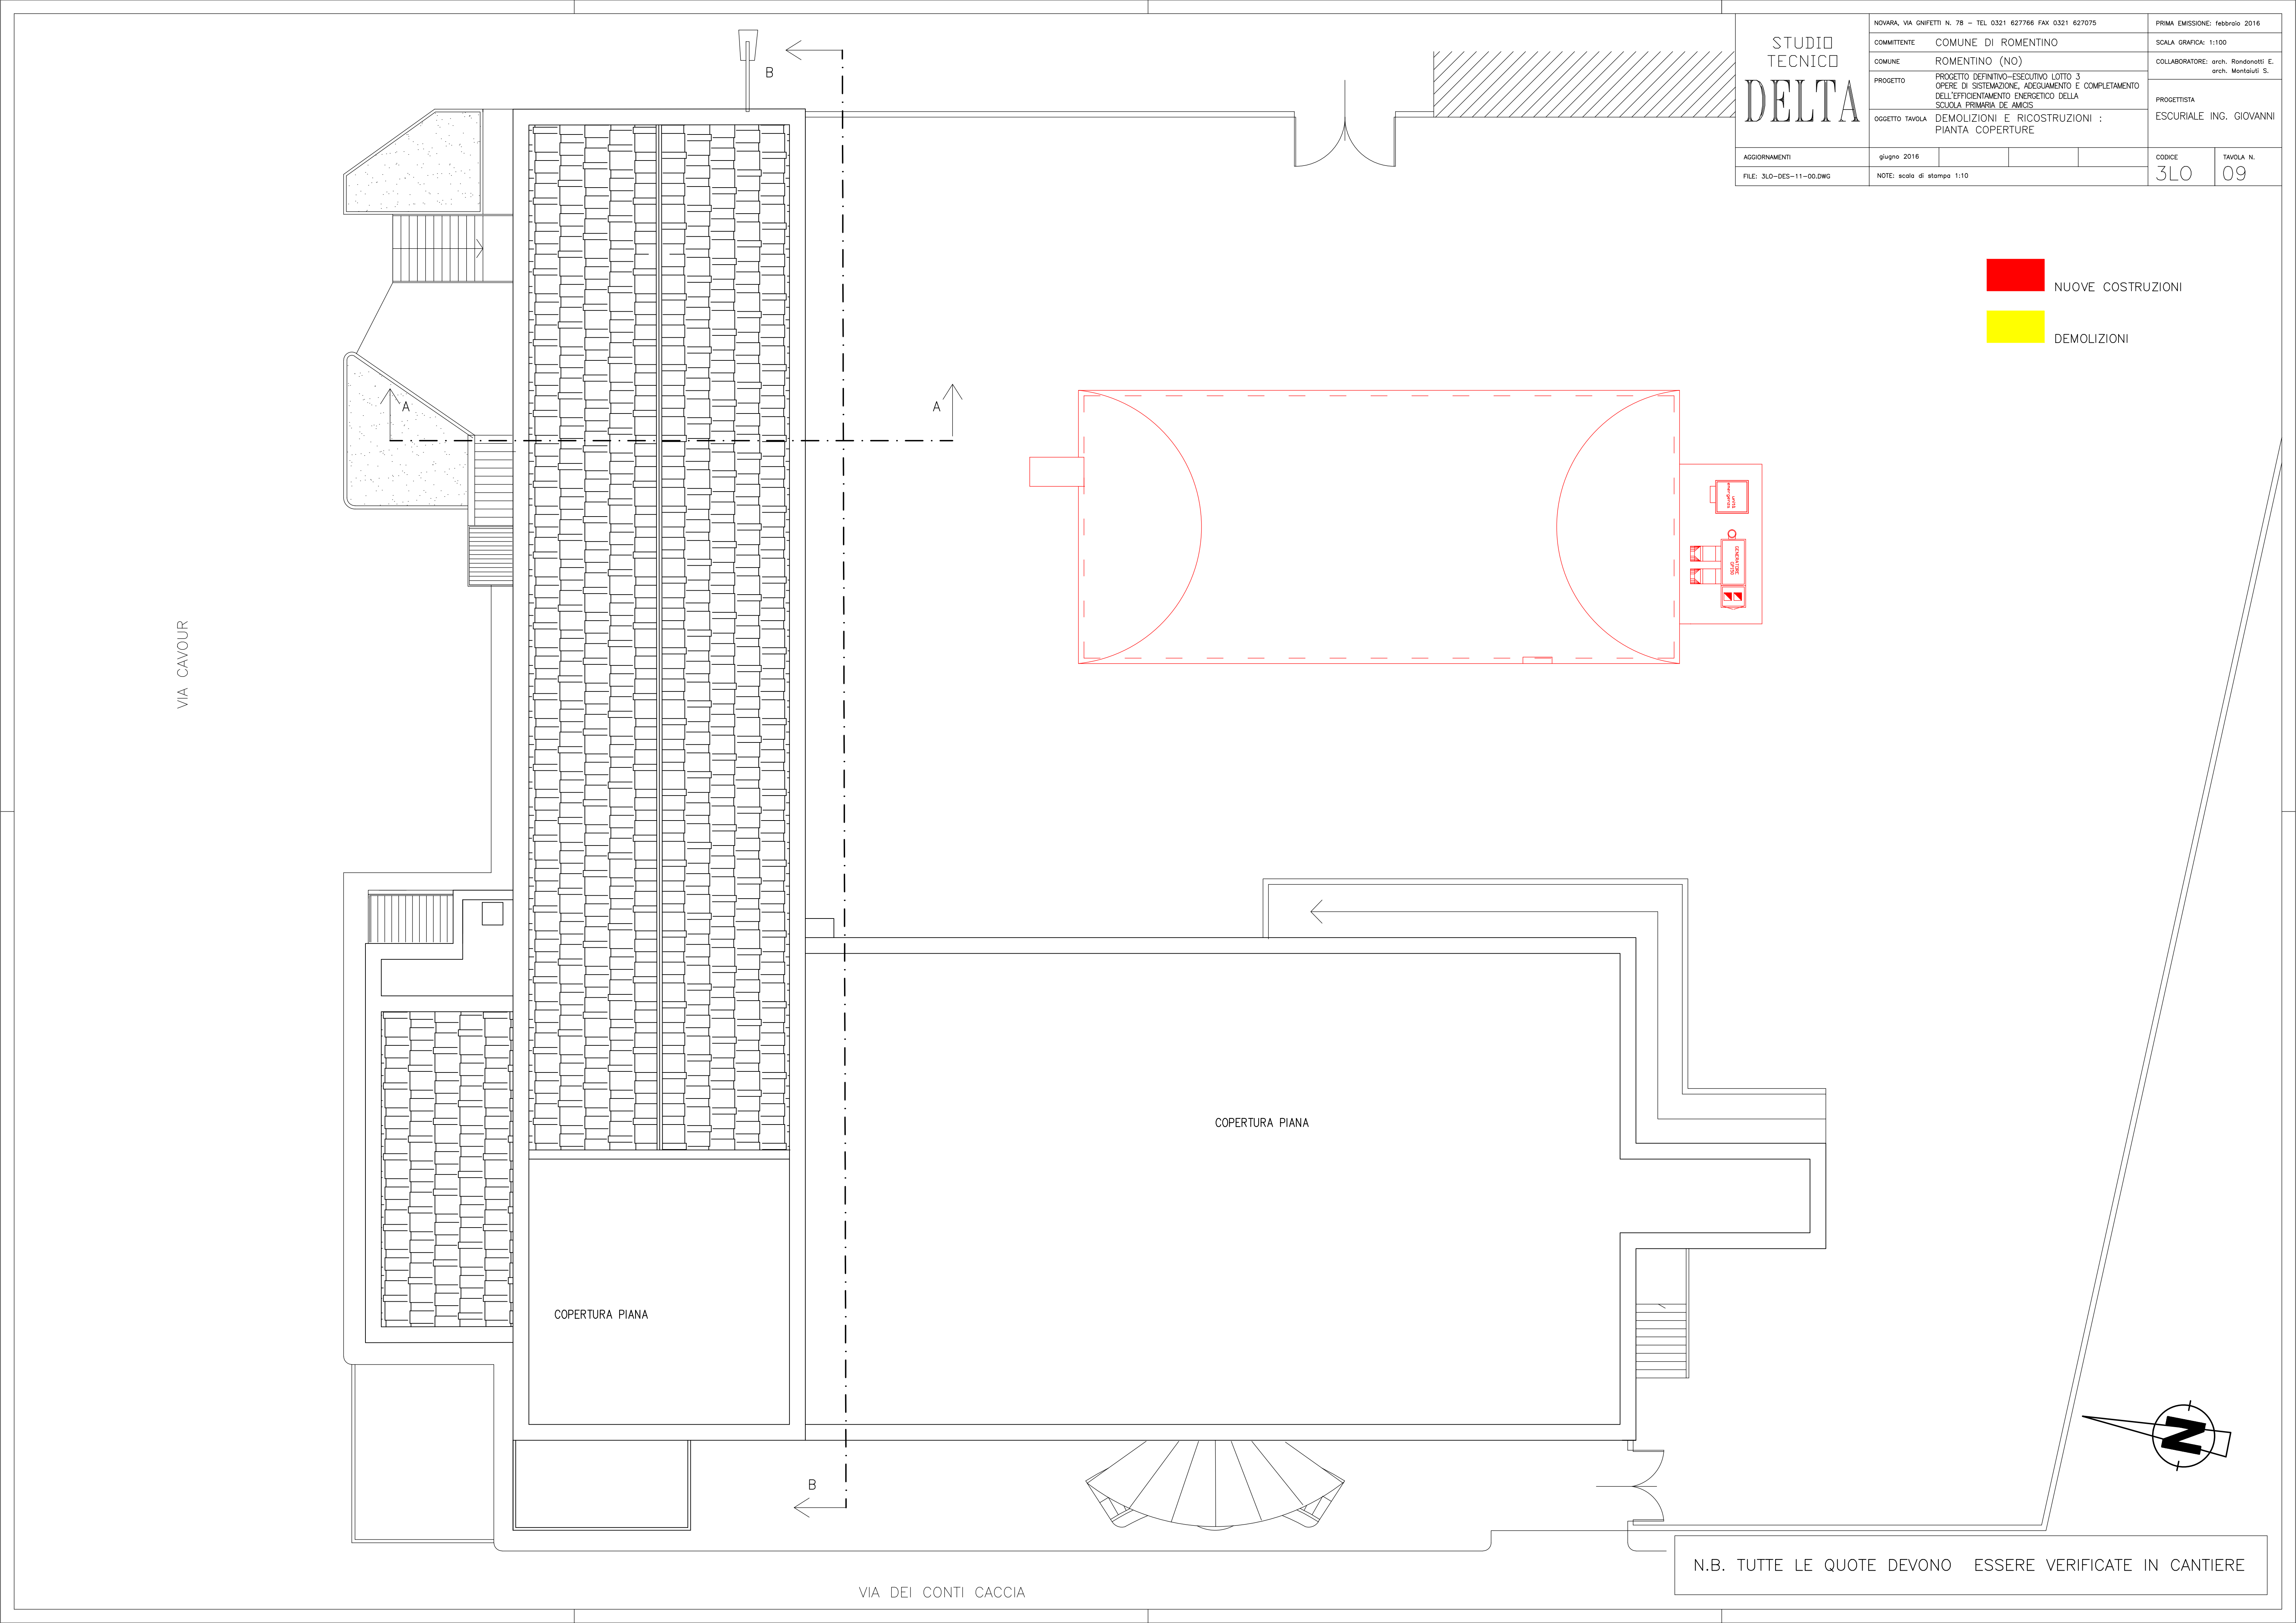 STUDIO
TECNICO
DELTA
NOVARA, VIA GNIFETTI N. 78 - TEL 0321 627766 FAX 0321 627075
COMMITTENTE COMUNE DI ROMENTINO
COMUNE ROMENTINO (NO)
PROGETTO PROGETTO DEFINITIVO-ESECUTIVO LOTTO 3
OPERE DI SISTEMAZIONE, ADEGUAMENTO E COMPLETAMENTO
DELL'EFFICIENTAMENTO ENERGETICO DELLA
SCUOLA PRIMARIA DE AMICIS
OGGETTO TAVOLA DEMOLIZIONI E RICOSTRUZIONI :
PIANTA COPERTURE
PRIMA EMISSIONE: febbraio 2016
SCALA GRAFICA: 1:100
COLLABORATORE: arch. Rondonotti E.
arch. Montaiuti S.
PROGETTISTA
ESCURIALE ING. GIOVANNI
AGGIORNAMENTI giugno 2016
FILE: 3LO-DES-11-00.DWG NOTE: scala di stampa 1:10
CODICE
3LO
TAVOLA N.
09
B
NUOVE COSTRUZIONI
DEMOLIZIONI
A
A
GENERATORE
VIA CAVOUR
COPERTURA PIANA
COPERTURA PIANA
B
N
N.B. TUTTE LE QUOTE DEVONO ESSERE VERIFICATE IN CANTIERE
VIA DEI CONTI CACCIA